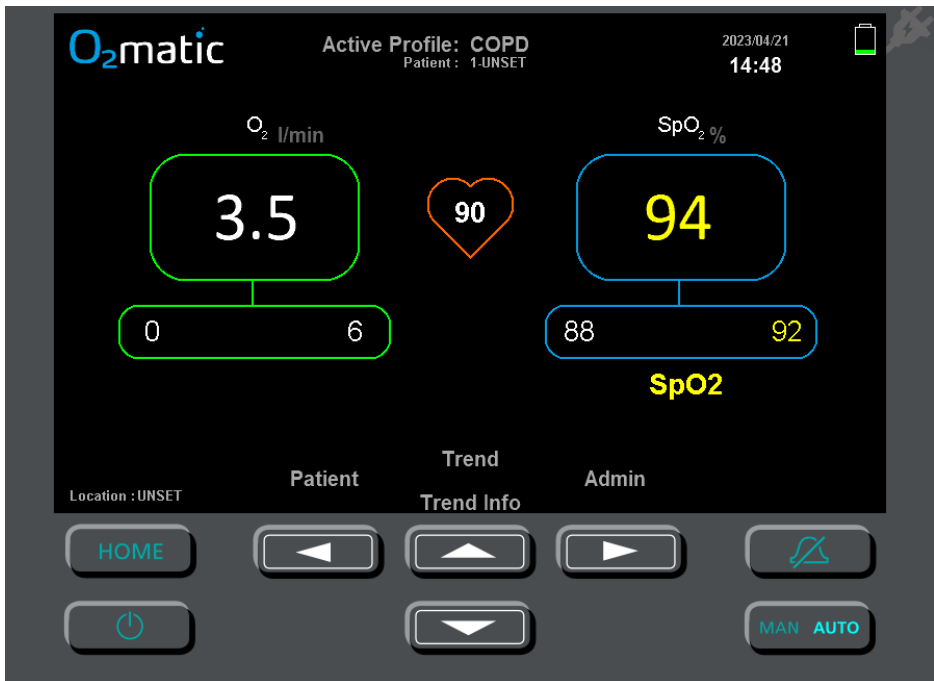 O2matic
Active Profile: COPD
Patient : 1-UNSET
2023/04/21
14:48
O2 l/min
SpO2 %
3.5
90
94
0 6
88 92
SpO2
Trend
Patient
Admin
Location : UNSET
Trend Info
HOME
MAN AUTO